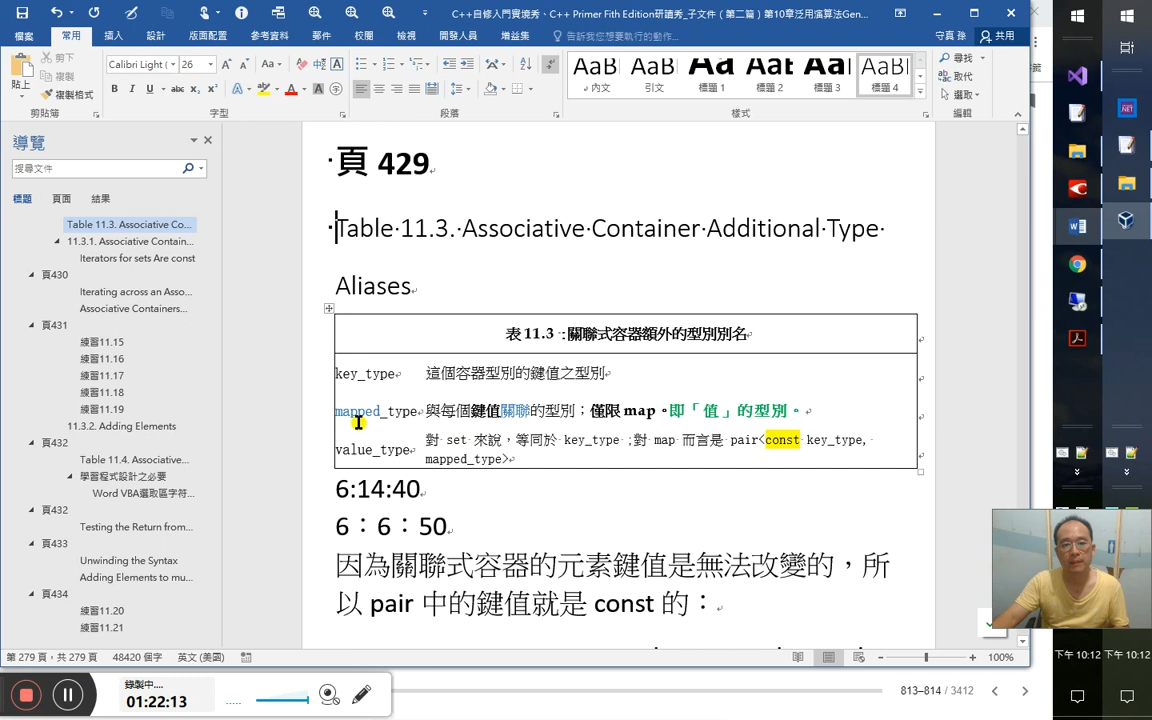 C++自修入門實境秀、C++ Primer Fith Edition研讀秀_子文件（第二篇）第10章泛用演算法Gen...
檔案 常用 插入 設計 版面配置 參考資料 郵件 校閱 檢視 開發人員 增益集 告訴我您想要執行的動作... 守真 孫 共用
貼上
剪下
複製
複製格式
剪貼簿
Calibri Light ( 26
字型
段落
AaB AaB AaB AaB AaB AaB
內文 引文 標題 1 標題 2 標題 3 標題 4
樣式
尋找
取代
選取
編輯
導覽
搜尋文件
標題 頁面 結果
Table 11.3. Associative Co...
11.3.1. Associative Contain...
Iterators for sets Are const
頁430
Iterating across an Asso...
Associative Containers...
頁431
練習11.15
練習11.16
練習11.17
練習11.18
練習11.19
11.3.2. Adding Elements
頁432
Table 11.4. Associative...
學習程式設計之必要
Word VBA選取區字符...
頁432
Testing the Return from...
頁433
Unwinding the Syntax
Adding Elements to mu...
頁434
練習11.20
練習11.21
頁 429
Table 11.3. Associative Container Additional Type
Aliases
表 11.3：關聯式容器額外的型別別名
key_type 這個容器型別的鍵值之型別
mapped_type 與每個鍵值關聯的型別；僅限 map。即「值」的型別。
value_type 對 set 來說，等同於 key_type ;對 map 而言是 pair<const key_type,
mapped_type>
6:14:40
6：6：50
因為關聯式容器的元素鍵值是無法改變的，所
以 pair 中的鍵值就是 const 的：
第 279 頁，共 279 頁 48420 個字 英文 (美國) 100%
錄製中....
01:22:13
813–814 / 3412
下午 10:12 下午 10:12